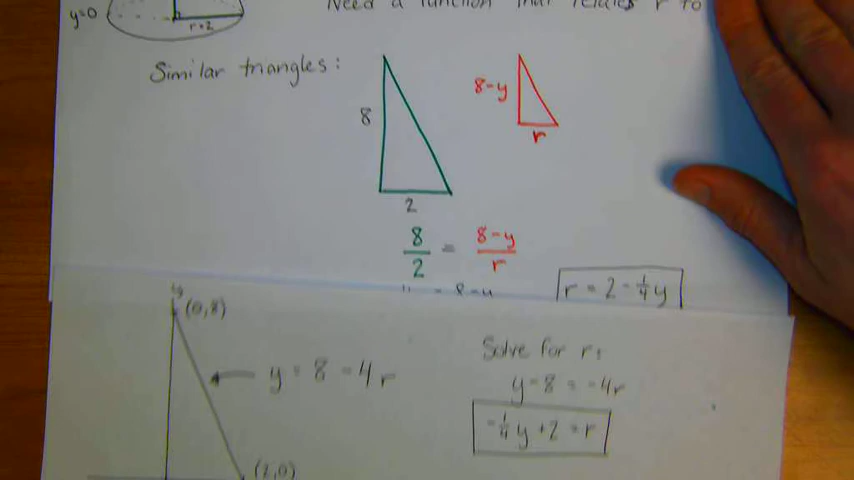 Need a function that relates r to
y=0
r=2
Similar triangles:
8
2
8-y
r
8/2 = (8-y)/r
r = 2 - 1/4 y
y
(0,8)
y = 8 - 4r
(2,0)
Solve for r:
y-8 = -4r
-1/4 y + 2 = r